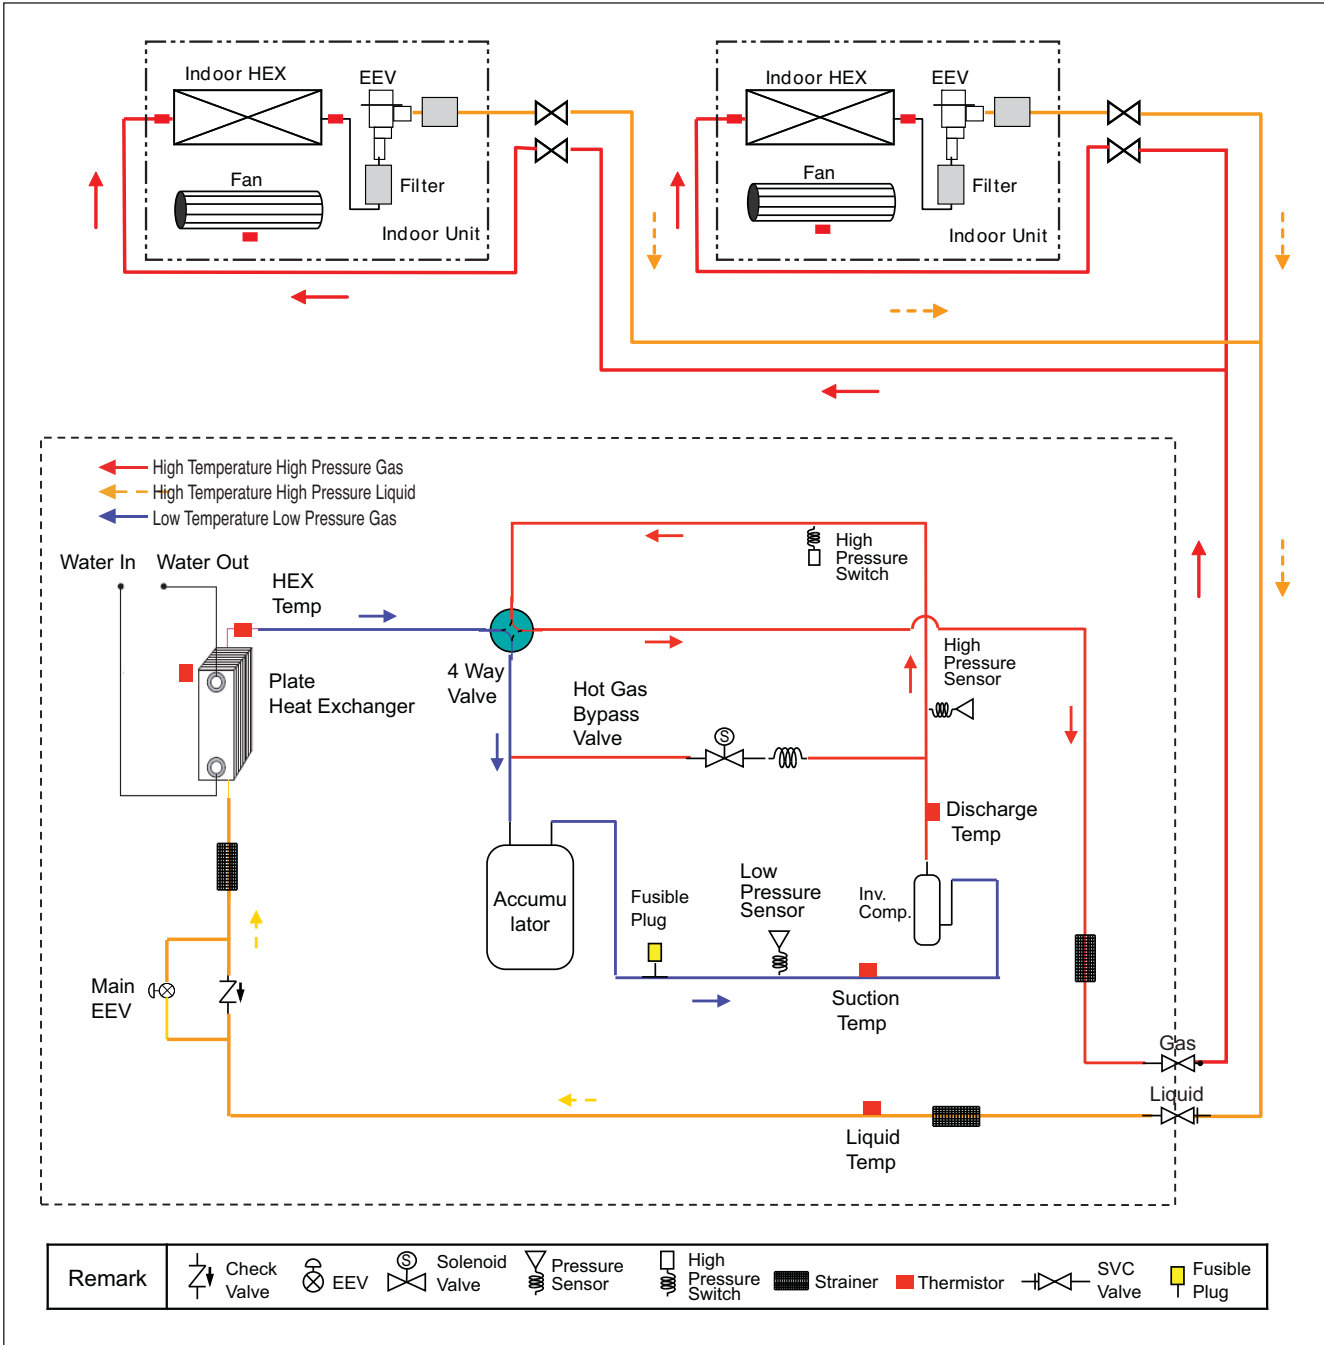 Indoor HEX
EEV
Fan
Filter
Indoor Unit
Indoor HEX
EEV
Fan
Filter
Indoor Unit
High Temperature High Pressure Gas
High Temperature High Pressure Liquid
Low Temperature Low Pressure Gas
Water In
Water Out
HEX
Temp
High
Pressure
Switch
Plate
Heat Exchanger
4 Way
Valve
Hot Gas
Bypass
Valve
S
High
Pressure
Sensor
Discharge
Temp
Accumu
lator
Fusible
Plug
Low
Pressure
Sensor
Inv.
Comp.
Suction
Temp
Main
EEV
Gas
Liquid
Liquid
Temp
Remark
Check
Valve
EEV
S
Solenoid
Valve
Pressure
Sensor
High
Pressure
Switch
Strainer
Thermistor
SVC
Valve
Fusible
Plug